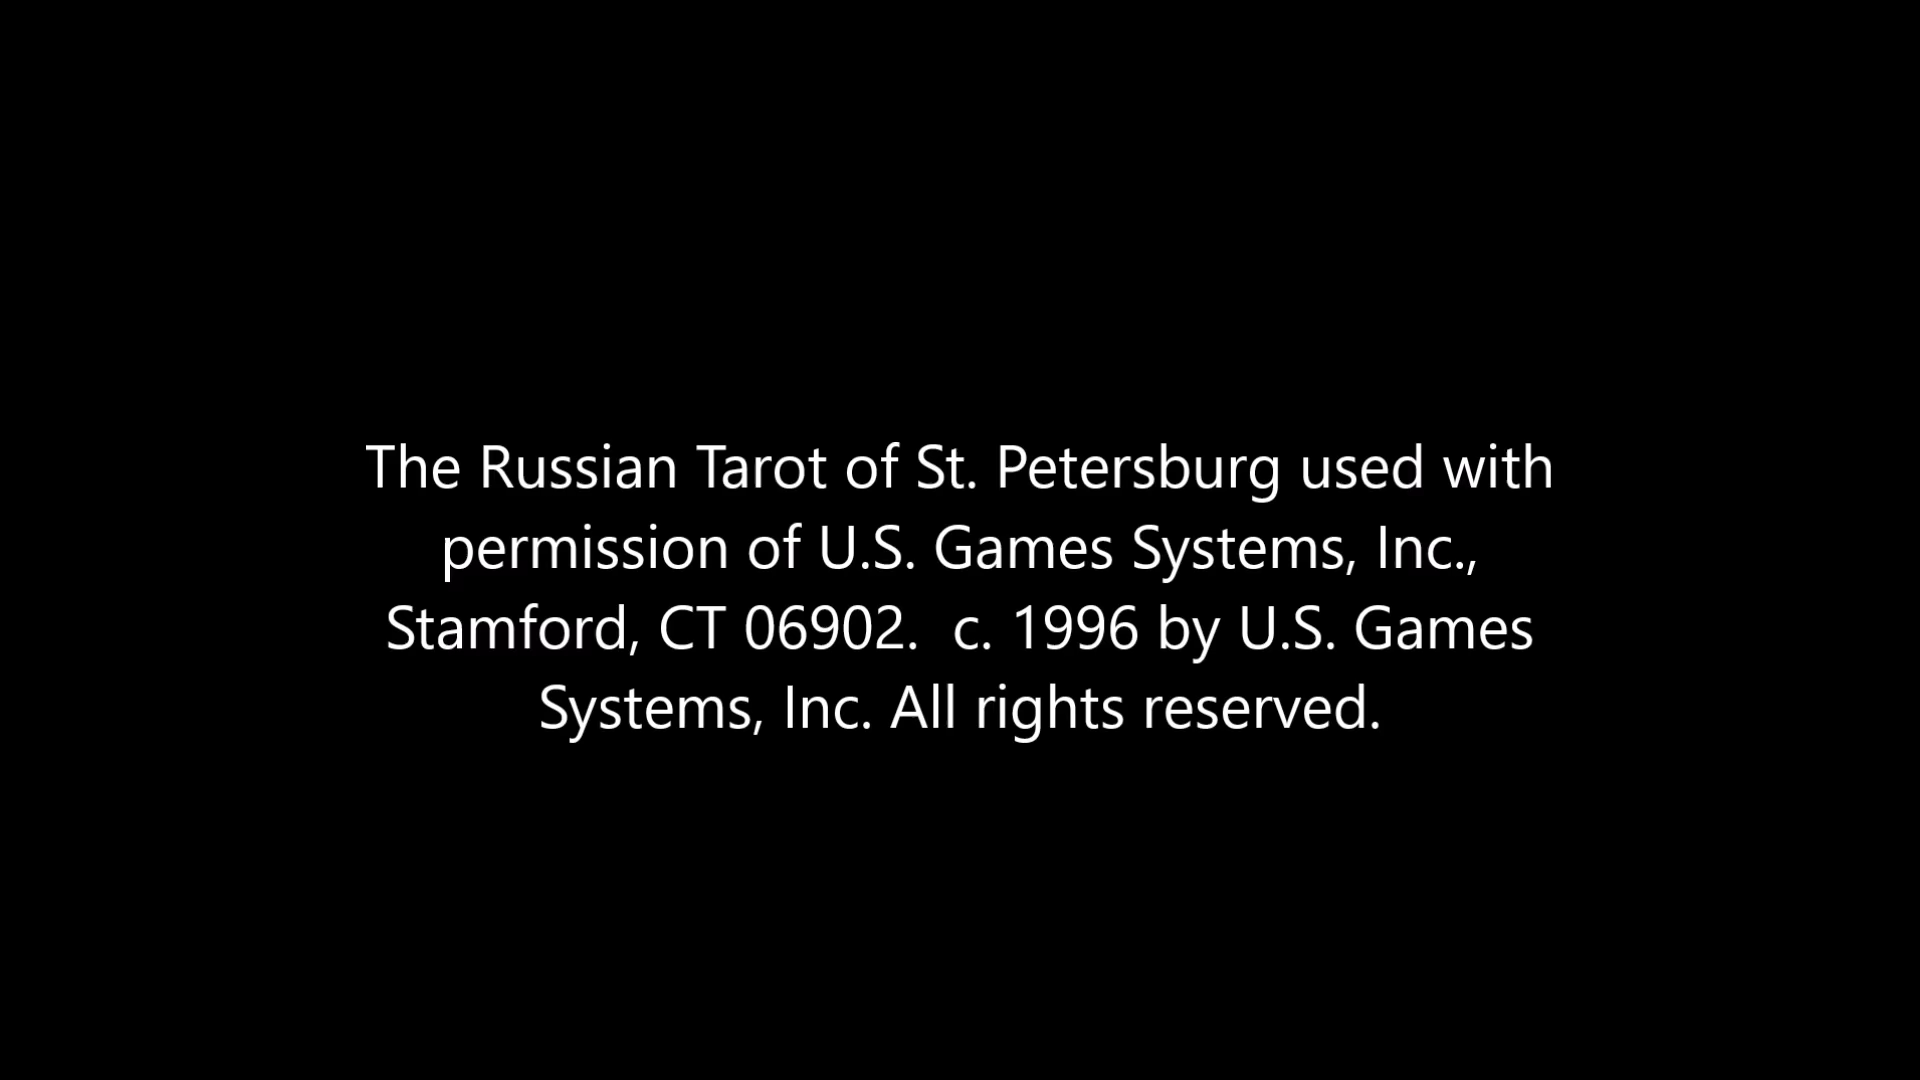 The Russian Tarot of St. Petersburg used with
permission of U.S. Games Systems, Inc.,
Stamford, CT 06902.  c. 1996 by U.S. Games
Systems, Inc. All rights reserved.